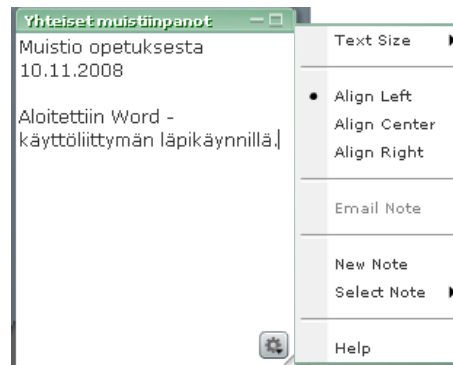 Yhteiset muistiinpanot
Muistio opetuksesta
10.11.2008
Aloitettiin Word -
käyttöliittymän läpikäynnillä.
Text Size
Align Left
Align Center
Align Right
Email Note
New Note
Select Note
Help